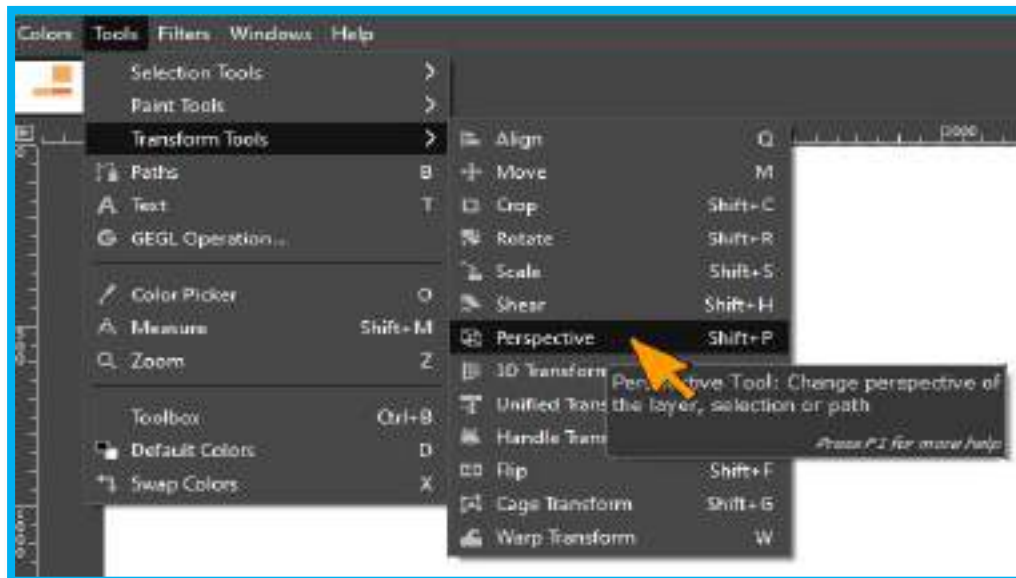 Colors Tools Filters Windows Help
Selection Tools >
Paint Tools >
Transform Tools >
Paths B
Text T
GEGL Operation...
Color Picker O
Measure Shift+M
Zoom Z
Toolbox Ctrl+B
Default Colors D
Swap Colors X
Align Q
Move M
Crop Shift+C
Rotate Shift+R
Scale Shift+S
Shear Shift+H
Perspective Shift+P
3D Transform
Unified Trans
Handle Tran
Flip Shift+F
Cage Transform Shift+G
Warp Transform W
Tool: Change perspective of
the layer, selection or path
Press F1 for more help